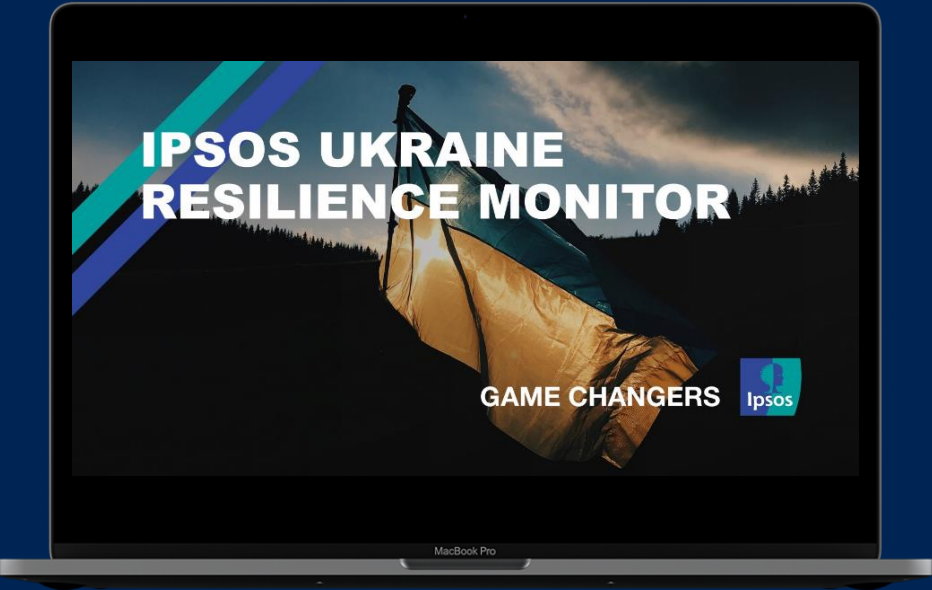 IPSOS UKRAINE
RESILIENCE MONITOR
GAME CHANGERS
Ipsos
MacBook Pro